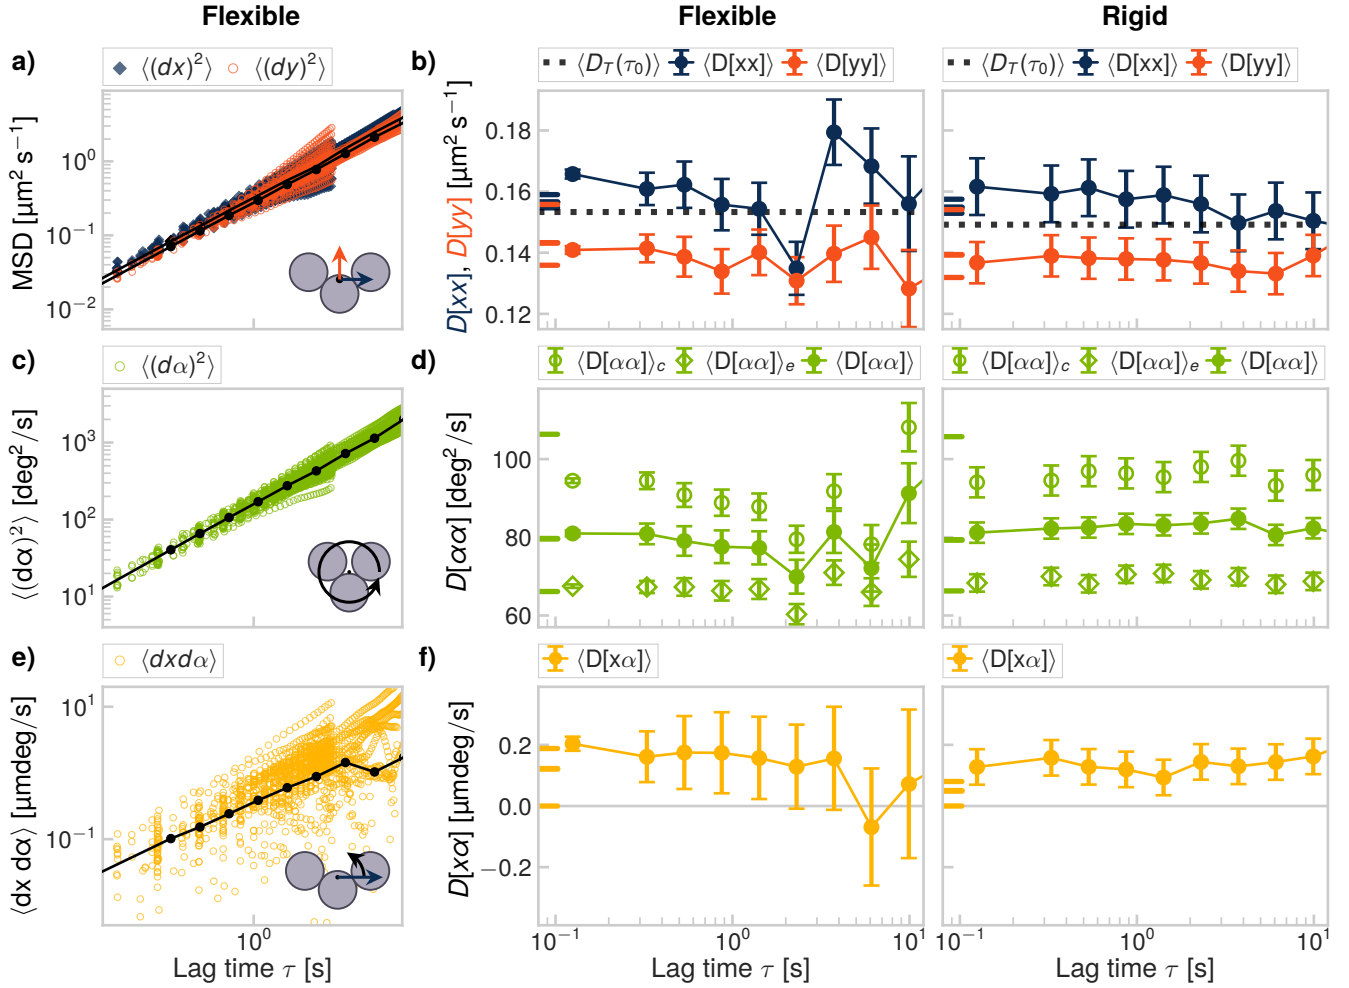 Flexible
Flexible
Rigid
a)
⟨(dx)²⟩ ⟨(dy)²⟩
MSD [µm² s⁻¹]
10⁰
10⁻¹
10⁻²
b)
⟨D_T(τ₀)⟩ ⟨D[xx]⟩ ⟨D[yy]⟩
⟨D_T(τ₀)⟩ ⟨D[xx]⟩ ⟨D[yy]⟩
D[xx], D[yy] [µm² s⁻¹]
0.18
0.16
0.14
0.12
c)
⟨(dα)²⟩
⟨(dα)²⟩ [deg²/s]
10³
10²
10¹
d)
⟨D[αα]⟩_c ⟨D[αα]⟩_e ⟨D[αα]⟩
⟨D[αα]⟩_c ⟨D[αα]⟩_e ⟨D[αα]⟩
D[αα] [deg²/s]
100
80
60
e)
⟨dxdα⟩
⟨dx dα⟩ [µmdeg/s]
10¹
10⁻¹
10⁰
Lag time τ [s]
f)
⟨D[xα]⟩
⟨D[xα]⟩
D[xα] [µmdeg/s]
0.2
0.0
−0.2
10⁻¹ 10⁰ 10¹
Lag time τ [s]
10⁻¹ 10⁰ 10¹
Lag time τ [s]